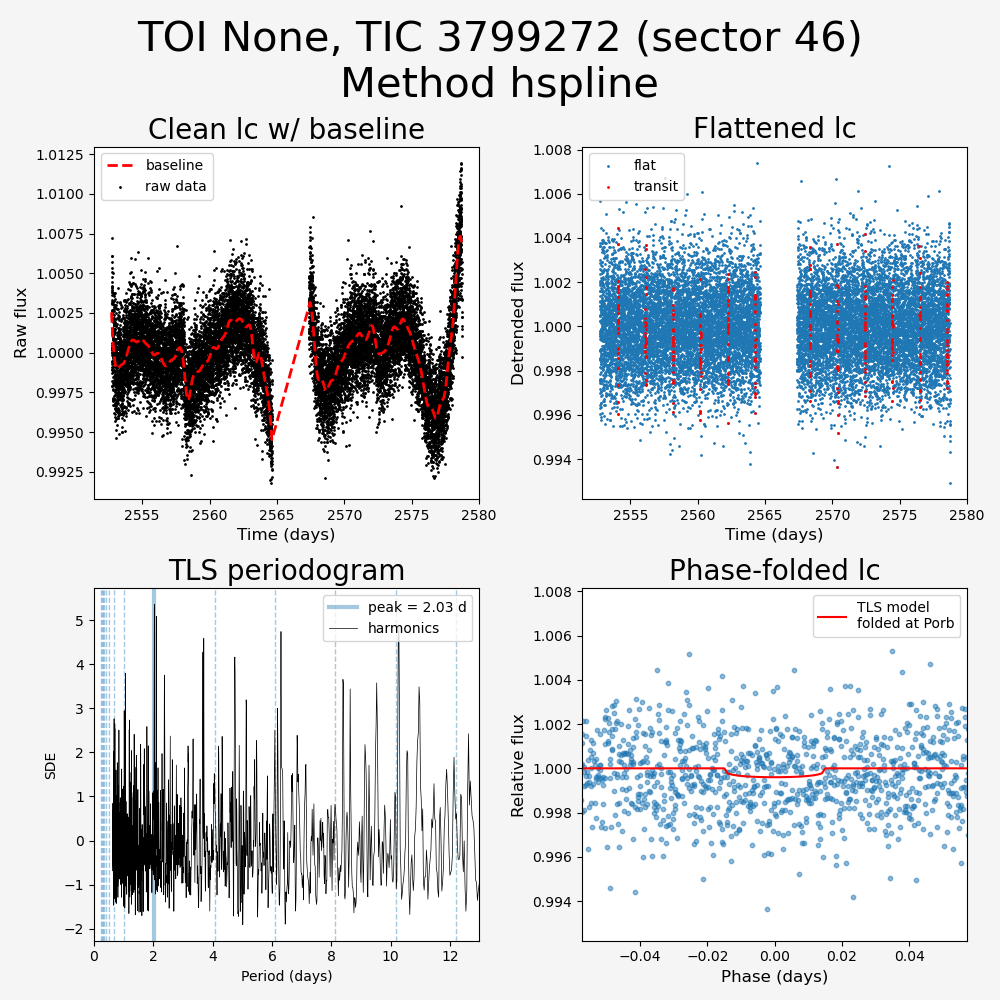 TOI None, TIC 3799272 (sector 46)
Method hspline
Clean lc w/ baseline
Raw flux
1.0125
1.0100
1.0075
1.0050
1.0025
1.0000
0.9975
0.9950
0.9925
baseline
raw data
2555
2560
2565
2570
2575
2580
Time (days)
Flattened lc
Detrended flux
1.008
1.006
1.004
1.002
1.000
0.998
0.996
0.994
flat
transit
2555
2560
2565
2570
2575
2580
Time (days)
TLS periodogram
SDE
5
4
3
2
1
0
−1
−2
peak = 2.03 d
harmonics
0
2
4
6
8
10
12
Period (days)
Phase-folded lc
Relative flux
1.008
1.006
1.004
1.002
1.000
0.998
0.996
0.994
TLS model
folded at Porb
−0.04
−0.02
0.00
0.02
0.04
Phase (days)